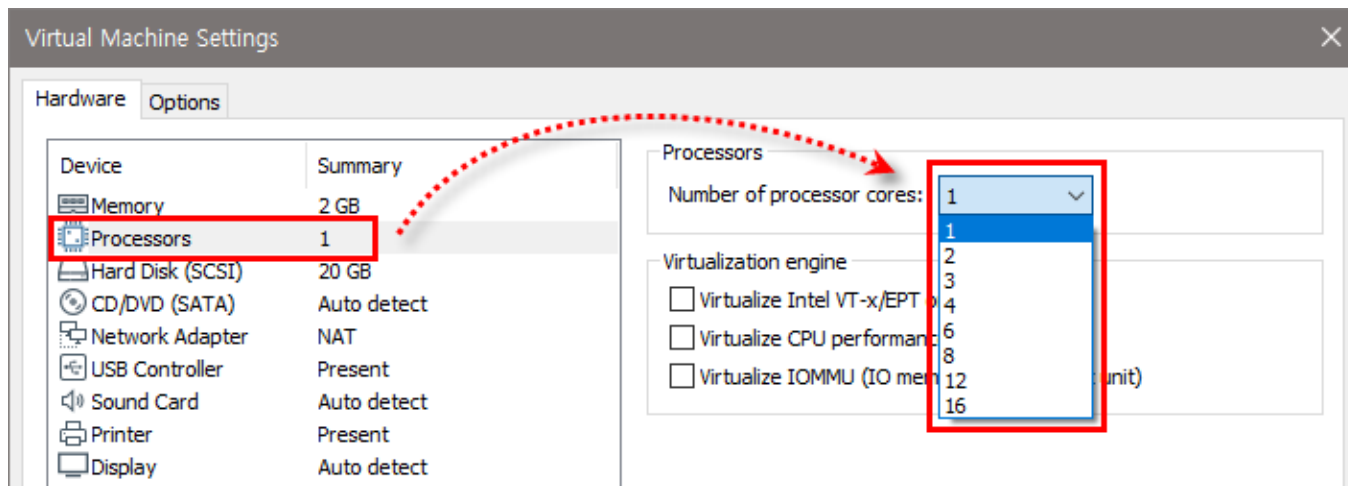 Virtual Machine Settings
Hardware Options
Device Summary
Memory 2 GB
Processors 1
Hard Disk (SCSI) 20 GB
CD/DVD (SATA) Auto detect
Network Adapter NAT
USB Controller Present
Sound Card Auto detect
Printer Present
Display Auto detect
Processors
Number of processor cores: 1
1
2
3
4
6
8
12
16
Virtualization engine
Virtualize Intel VT-x/EPT
Virtualize CPU
Virtualize IOMMU (IO unit)